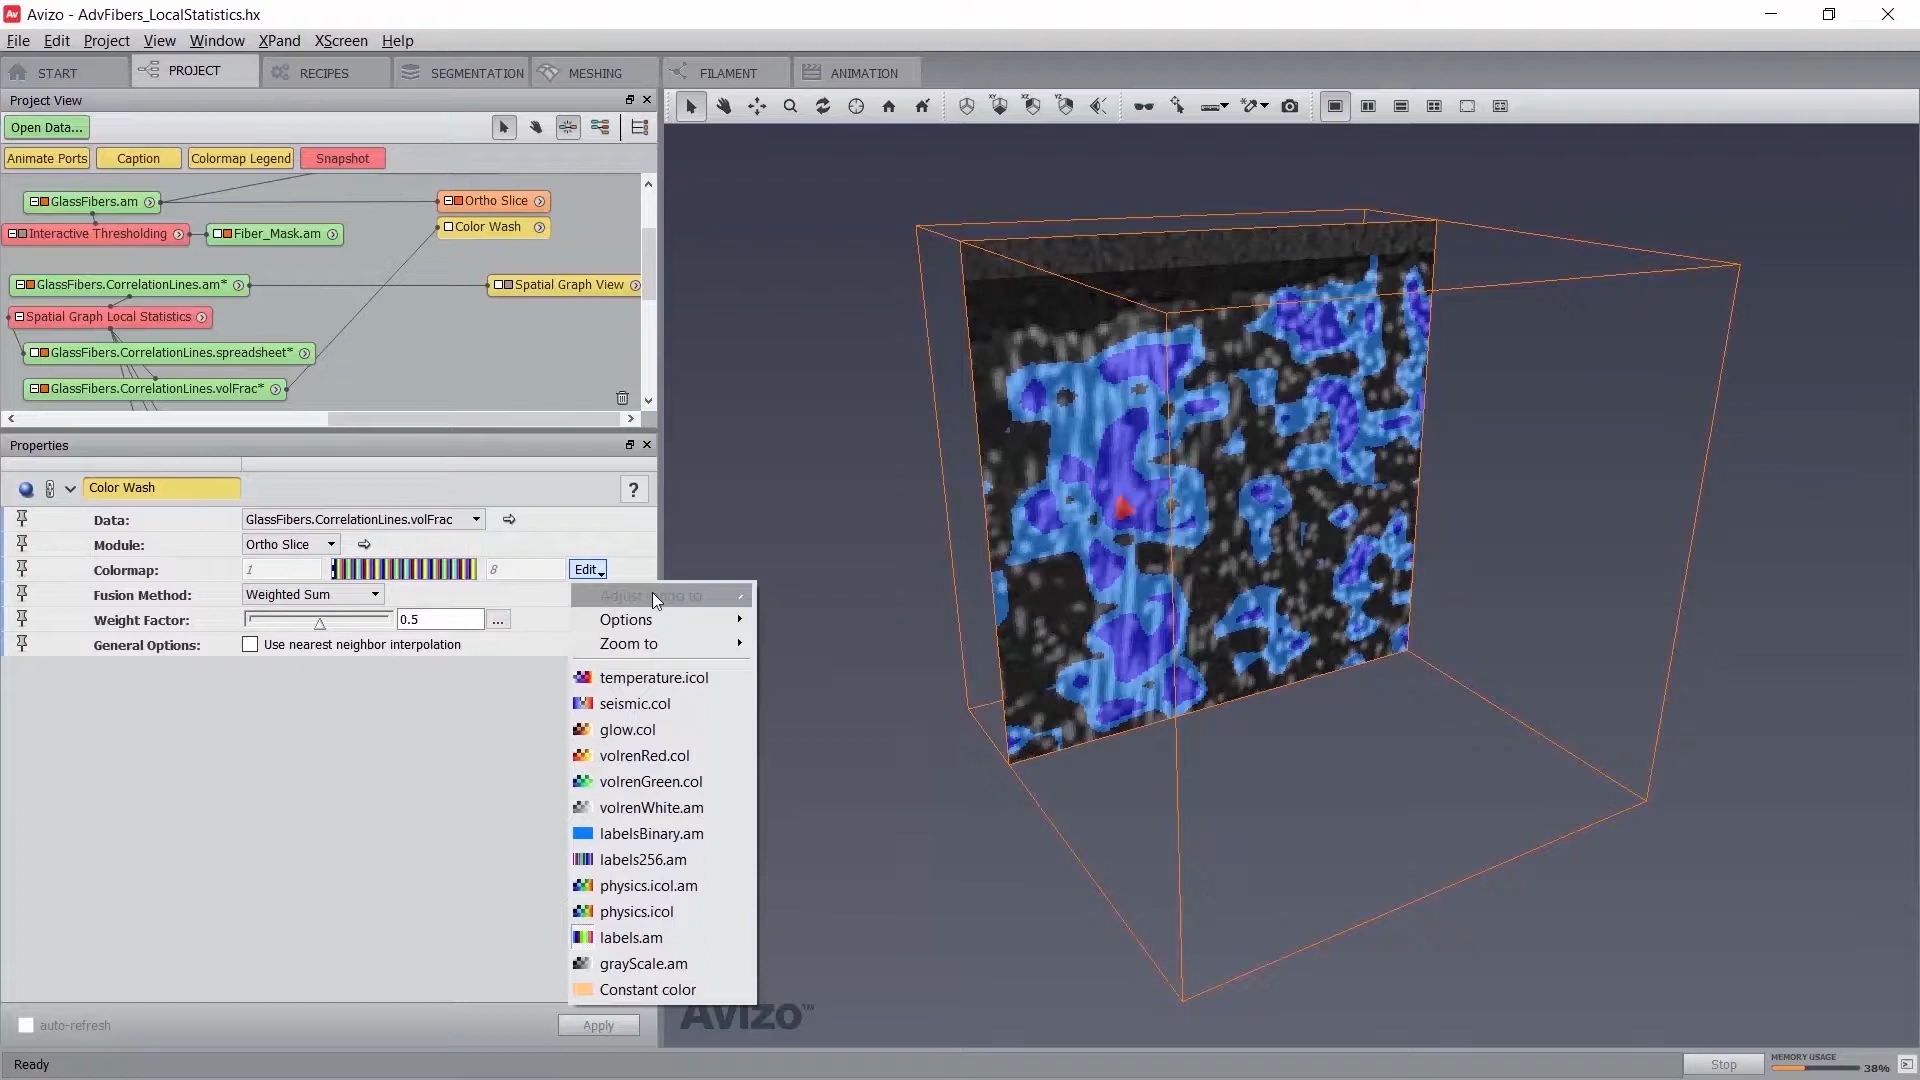 Avizo - AdvFibers_LocalStatistics.hx
File Edit Project View Window XPand XScreen Help
START PROJECT RECIPES SEGMENTATION MESHING FILAMENT ANIMATION
Project View
Open Data...
Animate Ports Caption Colormap Legend Snapshot
GlassFibers.am
Ortho Slice
Color Wash
Interactive Thresholding
Fiber_Mask.am
GlassFibers.CorrelationLines.am*
Spatial Graph View
Spatial Graph Local Statistics
GlassFibers.CorrelationLines.spreadsheet*
GlassFibers.CorrelationLines.volFrac*
Properties
Color Wash
?
Data: GlassFibers.CorrelationLines.volFrac
Module: Ortho Slice
Colormap: 1 8 Edit
Fusion Method: Weighted Sum
Weight Factor: 0.5 ...
General Options: Use nearest neighbor interpolation
Options
Zoom to
temperature.icol
seismic.col
glow.col
volrenRed.col
volrenGreen.col
volrenWhite.am
labelsBinary.am
labels256.am
physics.icol.am
physics.icol
labels.am
grayScale.am
Constant color
auto-refresh
Apply
Avizo™
Ready
Stop
MEMORY USAGE
38%
XY
XZ
YZ